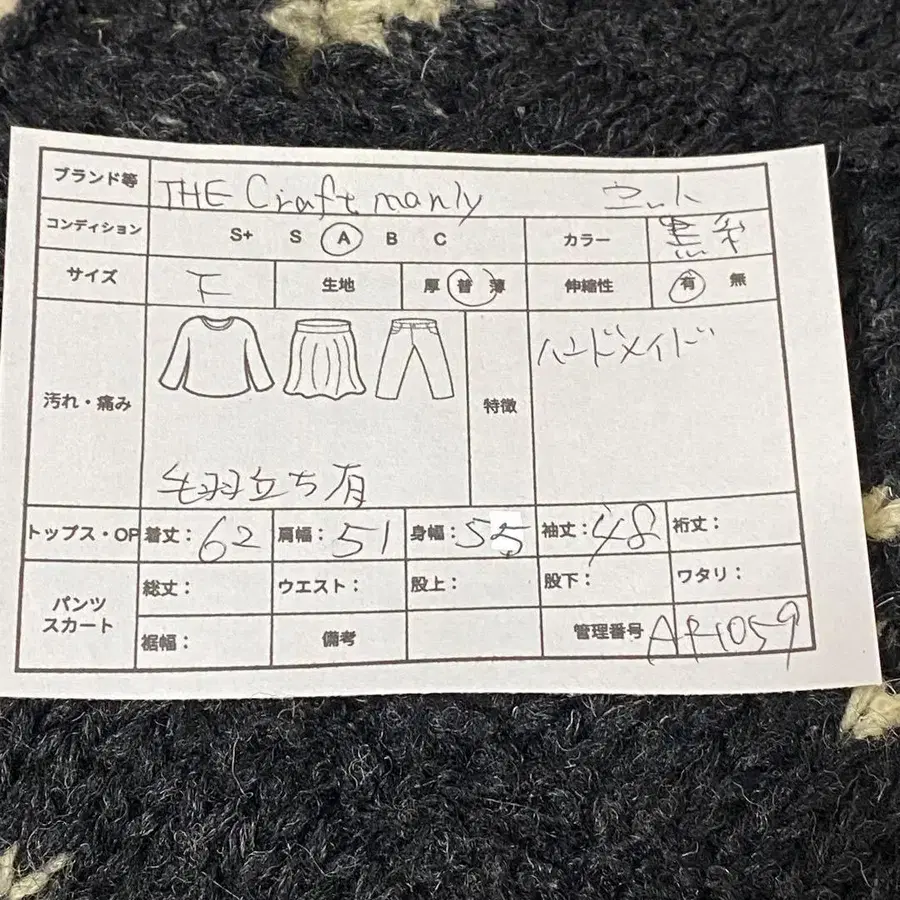 ブランド等 THE Craft manly ニット
コンディション S+ S A B C カラー 黒系
サイズ F 生地 厚 普 薄 伸縮性 有 無
汚れ・痛み 毛羽立ち有 特徴 ハンドメイド
トップス・OP 着丈: 62 肩幅: 51 身幅: 55 袖丈: 48 裄丈:
パンツ スカート 総丈: ウエスト: 股上: 股下: ワタリ:
裾幅: 備考 管理番号